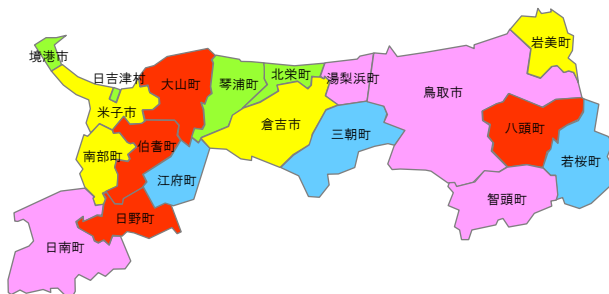 岩美町
境港市
日吉津村
大山町
琴浦町
北栄町
湯梨浜町
鳥取市
米子市
倉吉市
三朝町
八頭町
伯耆町
南部町
江府町
若桜町
智頭町
日野町
日南町